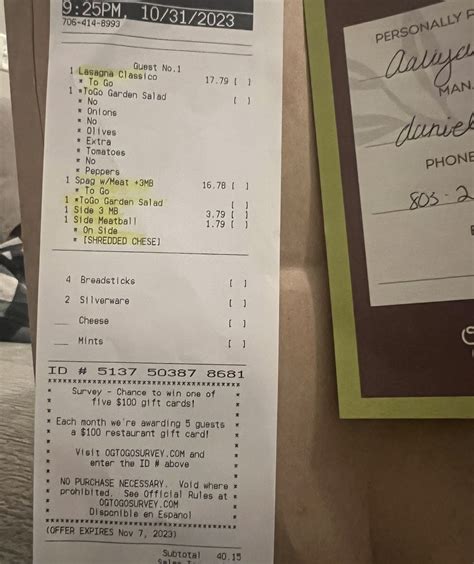 9:25PM, 10/31/2023
706-414-8993
Guest No.1
1 Lasagna Classico 17.79 [ ]
* To Go
1 *ToGo Garden Salad [ ]
* No
* Onions
* No
* Olives
* Extra
* Tomatoes
* No
* Peppers
1 Spag w/Meat +3MB 16.78 [ ]
* To Go
1 *ToGo Garden Salad [ ]
1 Side 3 MB 3.79 [ ]
1 Side Meatball 1.79 [ ]
* On Side
* [SHREDDED CHESE]
4 Breadsticks [ ]
2 Silverware [ ]
___ Cheese [ ]
___ Mints [ ]
ID # 5137 50387 8681
Survey - Chance to win one of
five $100 gift cards!
Each month we're awarding 5 guests
a $100 restaurant gift card!
Visit OGTOGOSURVEY.COM and
enter the ID # above
NO PURCHASE NECESSARY. Void where
prohibited. See Official Rules at
OGTOGOSURVEY.COM
Disponible en Espanol
(OFFER EXPIRES Nov 7, 2023)
Subtotal 40.15
PERSONALLY
MAN
daniel
PHONE
805-2